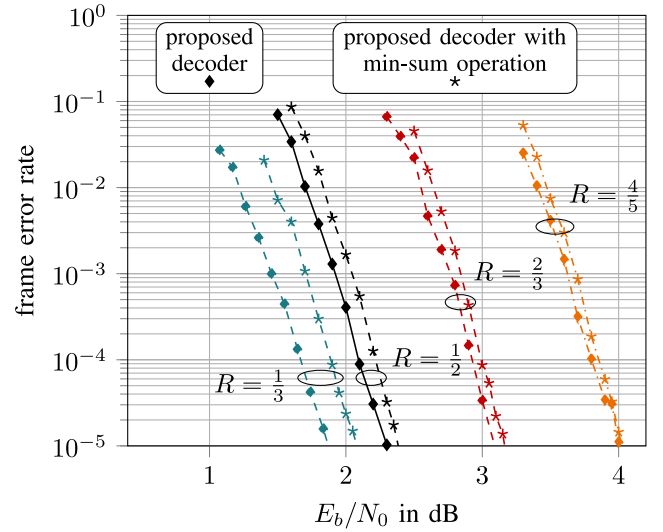 10^0
10^-1
10^-2
10^-3
10^-4
10^-5
frame error rate
proposed
decoder
proposed decoder with
min-sum operation
R = 4/5
R = 2/3
R = 1/2
R = 1/3
1
2
3
4
E_b/N_0 in dB